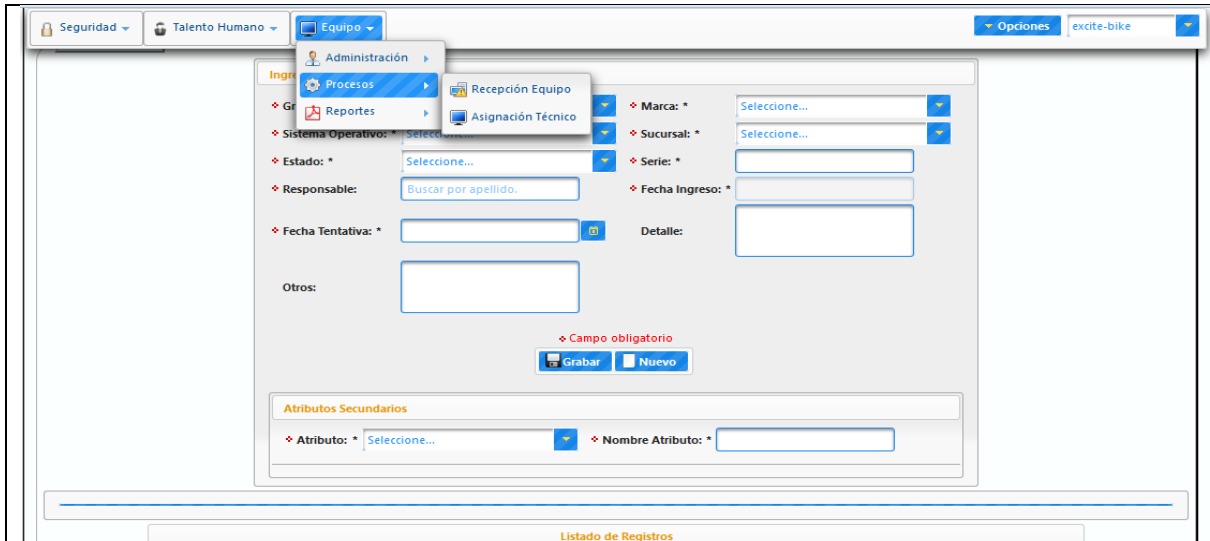 Seguridad Talento Humano Equipo Opciones excite-bike
Administración
Procesos
Reportes
Recepción Equipo
Asignación Técnico
Marca: * Seleccione...
Sistema Operativo: * Seleccione... Sucursal: * Seleccione...
Estado: * Seleccione... Serie: *
Responsable: Buscar por apellido. Fecha Ingreso: *
Fecha Tentativa: * Detalle:
Otros:
Campo obligatorio
Grabar Nuevo
Atributos Secundarios
Atributo: * Seleccione... Nombre Atributo: *
Listado de Registros